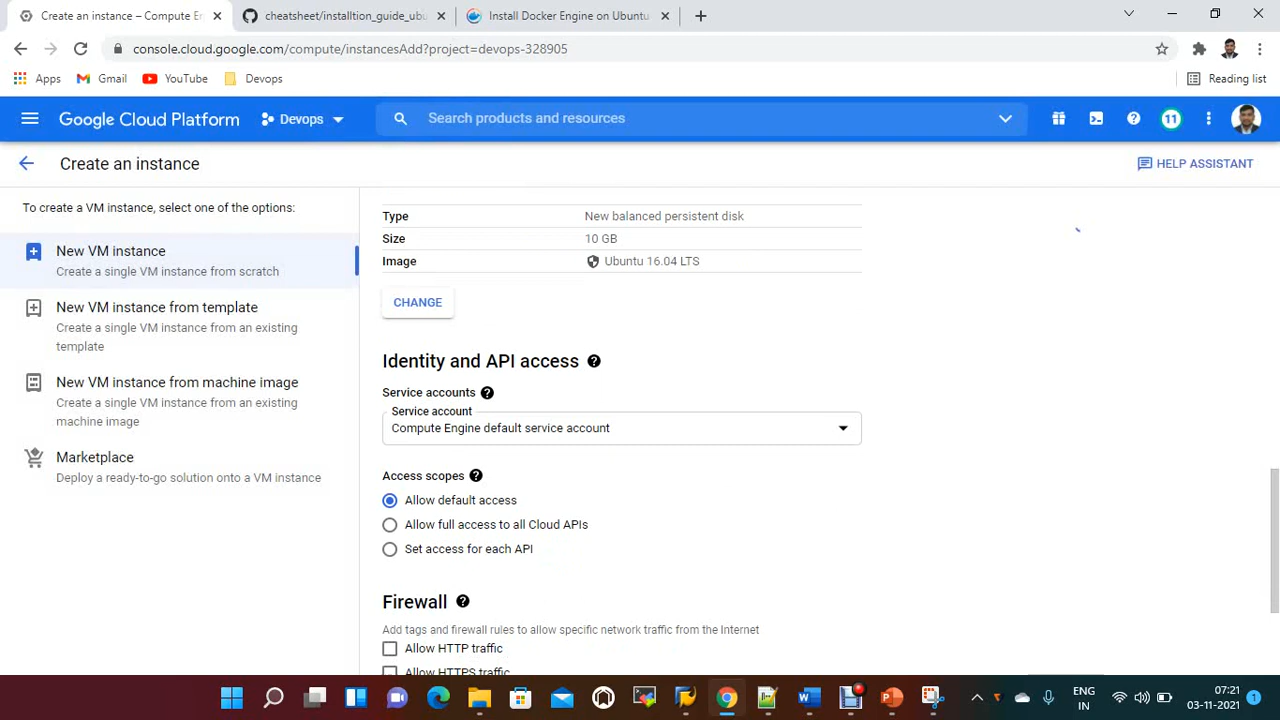 Create an instance – Compute E
cheatsheet/installtion_guide_ubu
Install Docker Engine on Ubuntu
console.cloud.google.com/compute/instancesAdd?project=devops-328905
Apps
Gmail
YouTube
Devops
Reading list
Google Cloud Platform
Devops
Search products and resources
11
Create an instance
HELP ASSISTANT
To create a VM instance, select one of the options:
New VM instance
Create a single VM instance from scratch
New VM instance from template
Create a single VM instance from an existing
template
New VM instance from machine image
Create a single VM instance from an existing
machine image
Marketplace
Deploy a ready-to-go solution onto a VM instance
Type New balanced persistent disk
Size 10 GB
Image Ubuntu 16.04 LTS
CHANGE
Identity and API access
Service accounts
Service account
Compute Engine default service account
Access scopes
Allow default access
Allow full access to all Cloud APIs
Set access for each API
Firewall
Add tags and firewall rules to allow specific network traffic from the Internet
Allow HTTP traffic
Allow HTTPS traffic
ENG
IN
07:21
03-11-2021
1